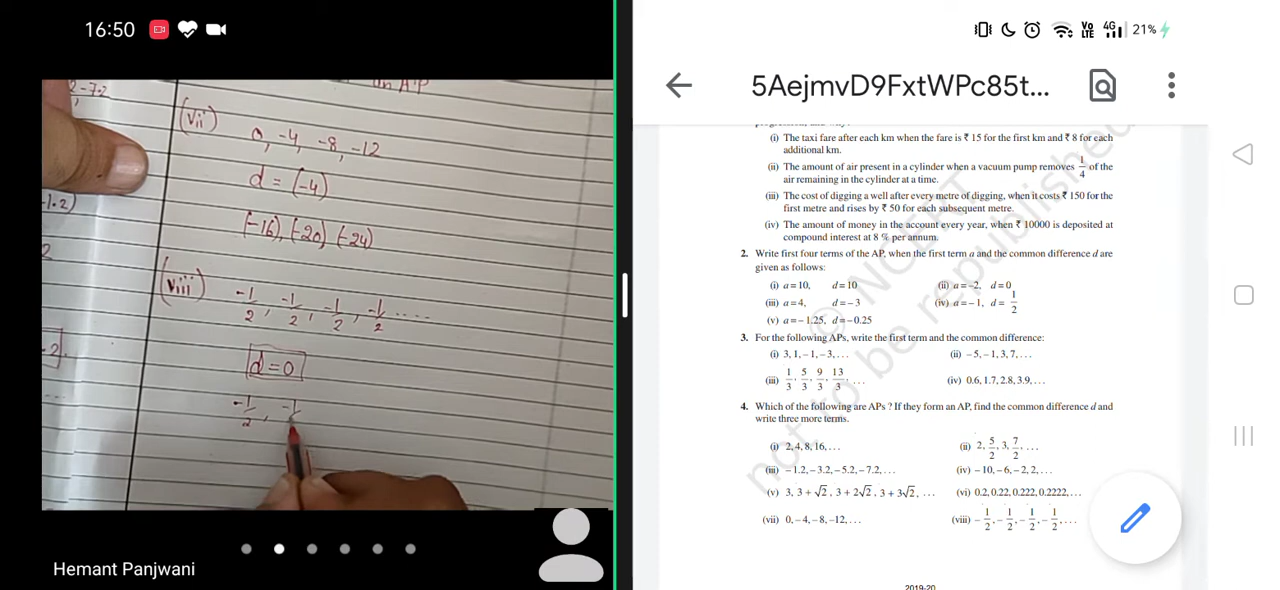 16:50
an AP
2-7.2
(vii) 0, -4, -8, -12
d = (-4)
(-16), (-20) (-24)
(viii) -1/2, -1/2, -1/2, -1/2 ....
d = 0
-1/2, -1
Hemant Panjwani
Vo LTE 4G 21%
5AejmvD9FxtWPc85t...
(i) The taxi fare after each km when the fare is ₹ 15 for the first km and ₹ 8 for each
additional km.
(ii) The amount of air present in a cylinder when a vacuum pump removes 1/4 of the
air remaining in the cylinder at a time.
(iii) The cost of digging a well after every metre of digging, when it costs ₹ 150 for the
first metre and rises by ₹ 50 for each subsequent metre.
(iv) The amount of money in the account every year, when ₹ 10000 is deposited at
compound interest at 8 % per annum.
2. Write first four terms of the AP, when the first term a and the common difference d are
given as follows:
(i) a = 10, d = 10 (ii) a = -2, d = 0
(iii) a = 4, d = - 3 (iv) a = - 1, d = 1/2
(v) a = - 1.25, d = - 0.25
3. For the following APs, write the first term and the common difference:
(i) 3, 1, - 1, - 3, . . . (ii) - 5, - 1, 3, 7, . . .
(iii) 1/3, 5/3, 9/3, 13/3, . . . (iv) 0.6, 1.7, 2.8, 3.9, . . .
4. Which of the following are APs ? If they form an AP, find the common difference d and
write three more terms.
(i) 2, 4, 8, 16, . . . (ii) 2, 5/2, 3, 7/2, . . .
(iii) - 1.2, - 3.2, - 5.2, - 7.2, . . . (iv) - 10, - 6, - 2, 2, . . .
(v) 3, 3 + √2, 3 + 2√2, 3 + 3√2, . . . (vi) 0.2, 0.22, 0.222, 0.2222, . . .
(vii) 0, - 4, - 8, - 12, . . . (viii) - 1/2, - 1/2, - 1/2, - 1/2, . . .
© NCERT
not to be republished
2019-20